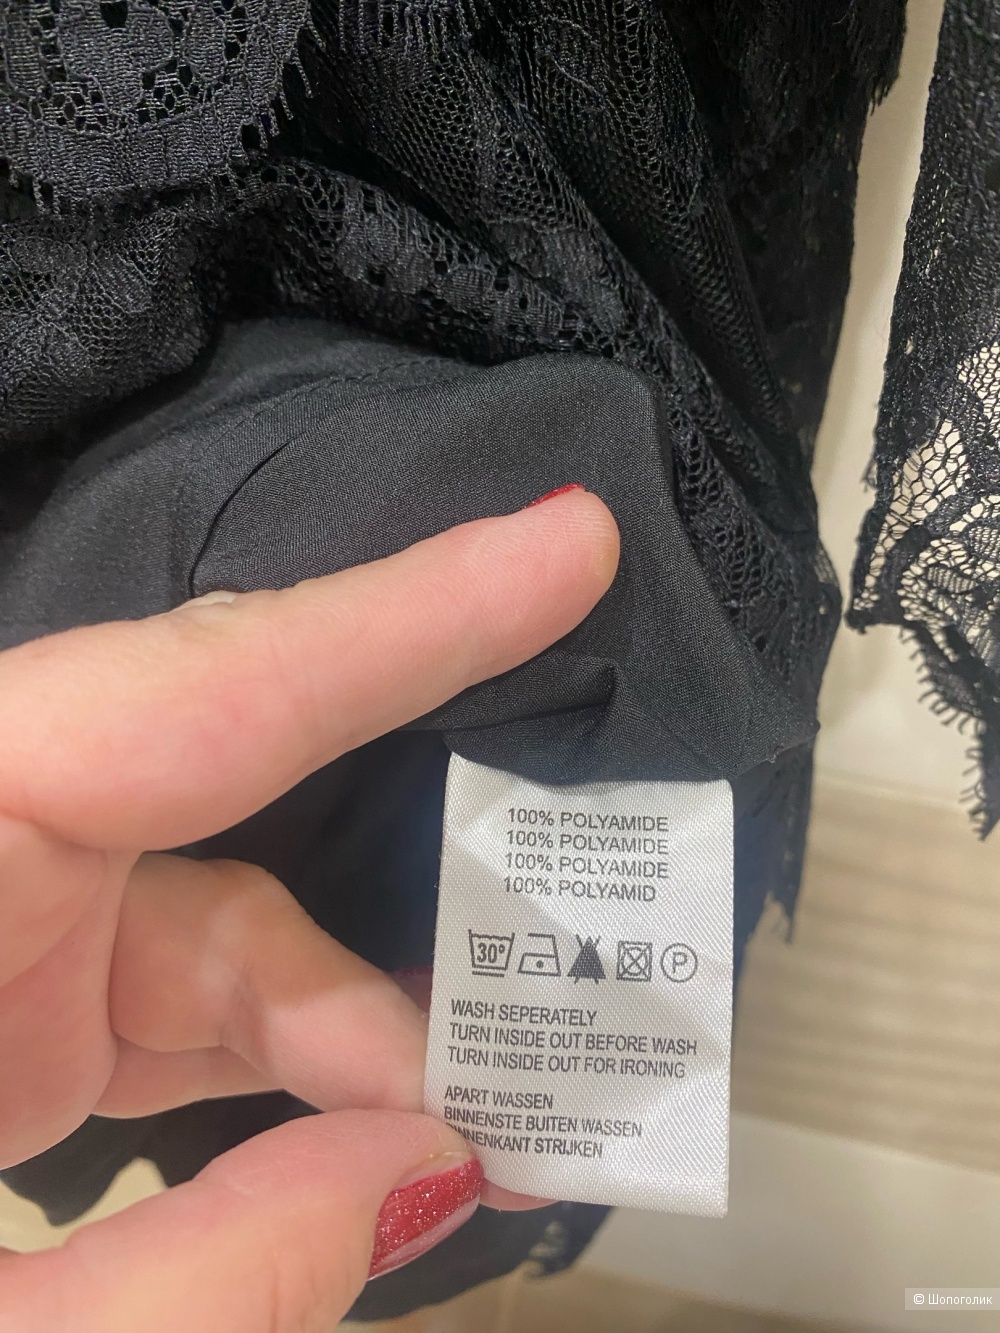 100% POLYAMIDE
100% POLYAMIDE
100% POLYAMIDE
100% POLYAMID
30° P
WASH SEPERATELY
TURN INSIDE OUT BEFORE WASH
TURN INSIDE OUT FOR IRONING
APART WASSEN
BINNENSTE BUITEN WASSEN
STRIJKEN
© Шопоголик